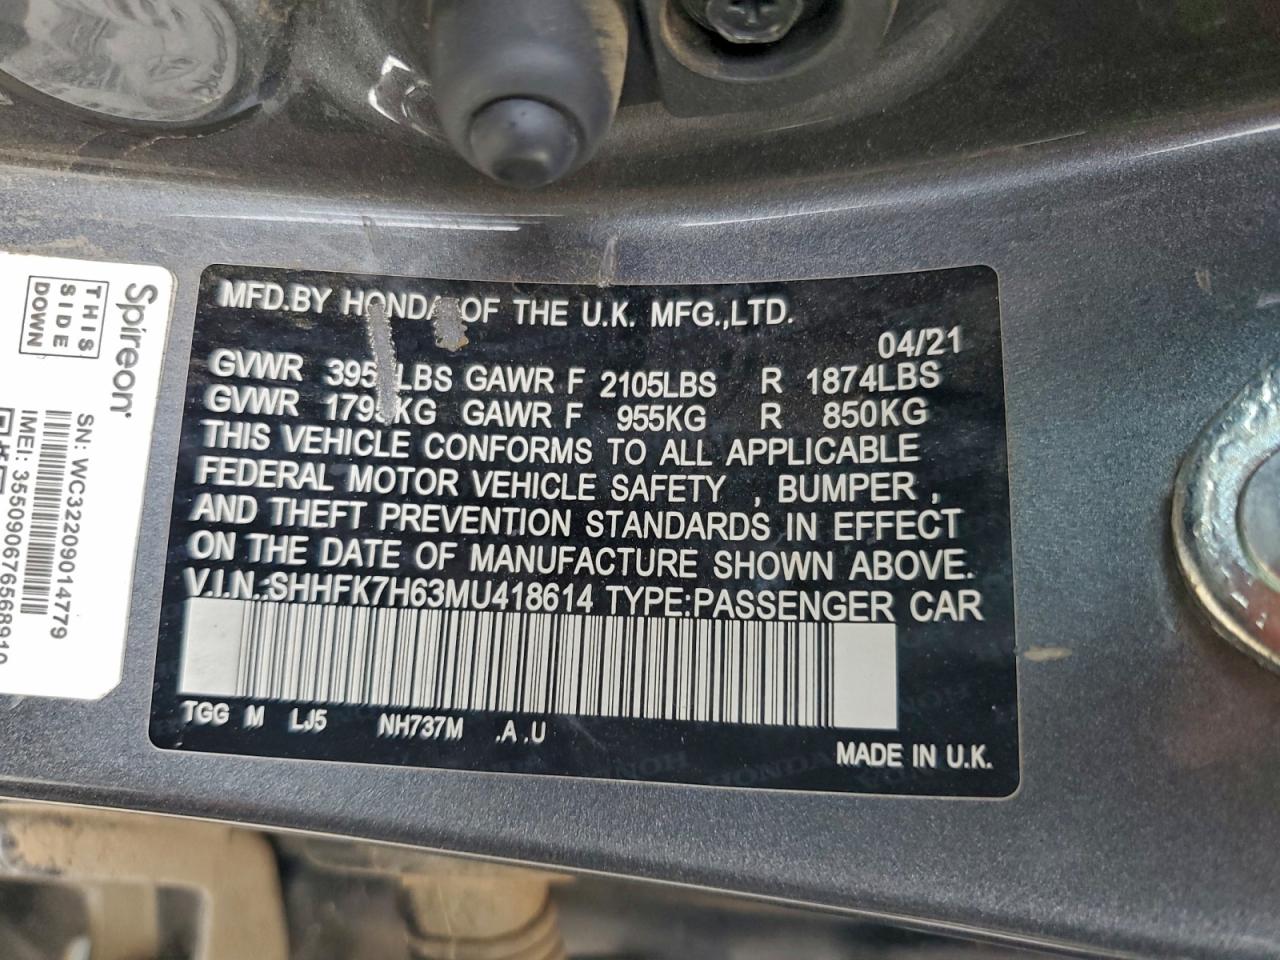 MFD.BY HONDA OF THE U.K. MFG.,LTD.
04/21
GVWR LBS GAWR F 2105LBS R 1874LBS
GVWR KG GAWR F 955KG R 850KG
THIS VEHICLE CONFORMS TO ALL APPLICABLE
FEDERAL MOTOR VEHICLE SAFETY , BUMPER ,
AND THEFT PREVENTION STANDARDS IN EFFECT
ON THE DATE OF MANUFACTURE SHOWN ABOVE.
V.I.N.:SHHFK7H63MU418614 TYPE:PASSENGER CAR
TGG M LJ5 NH737M .A .U
MADE IN U.K.
Spireon
THIS
SIDE
DOWN
SN: WC32209014779
IMEI: 355090676568910